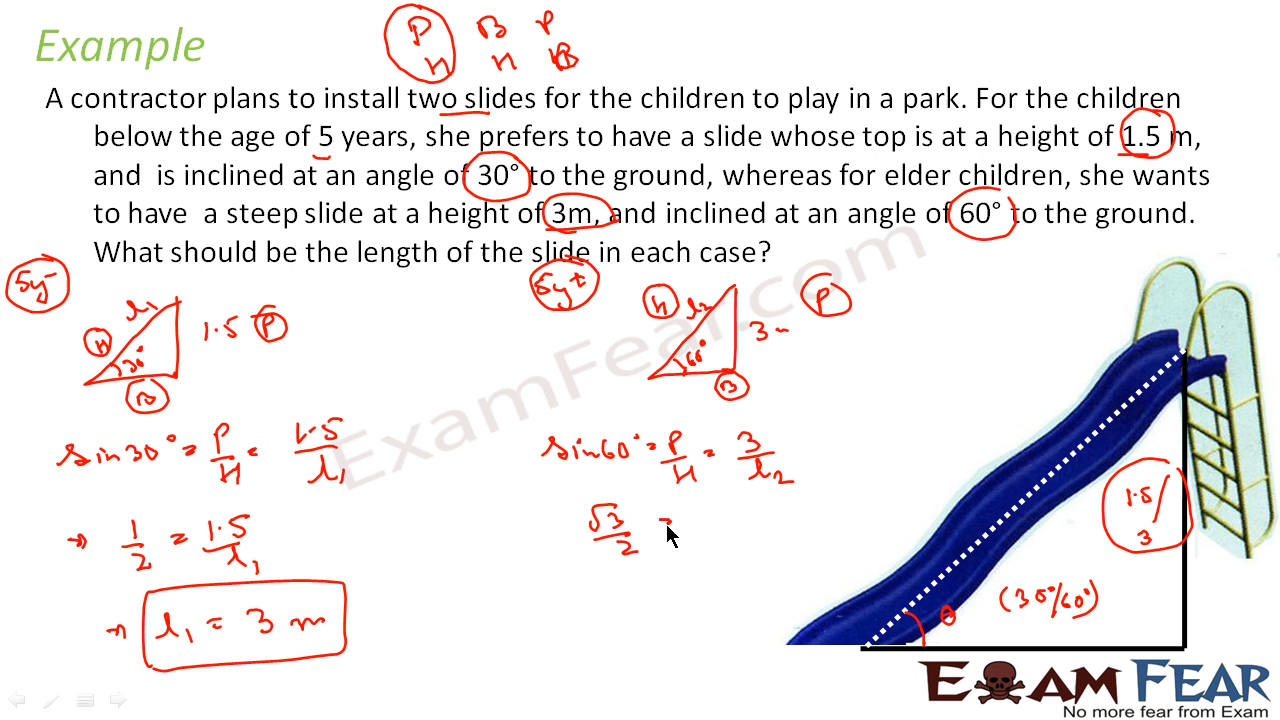 Example
P B P
H H B
A contractor plans to install two slides for the children to play in a park. For the children
below the age of 5 years, she prefers to have a slide whose top is at a height of 1.5 m,
and is inclined at an angle of 30° to the ground, whereas for elder children, she wants
to have a steep slide at a height of 3m, and inclined at an angle of 60° to the ground.
What should be the length of the slide in each case?
5y-
l₁
H
30°
1.5 P
B
5y+
H
l₂
60°
3 m
P
B
ExamFear.com
sin 30° = P/H = 1.5/l₁
⇒ 1/2 = 1.5/l₁
⇒ l₁ = 3 m
sin 60° = P/H = 3/l₂
√3/2 =
1.5/
3
θ
(30°/60°)
EXAM FEAR
No more fear from Exam